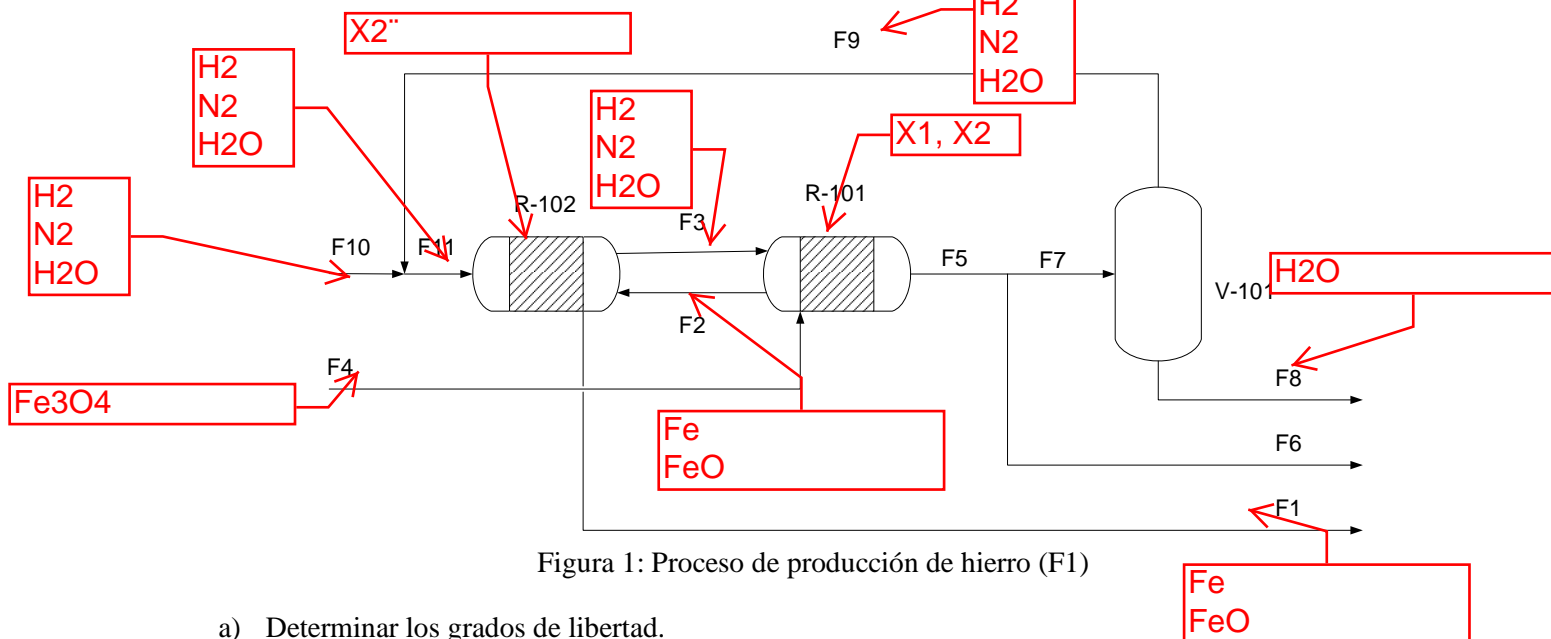 X2¨
H2
N2
H2O
F9
H2
N2
H2O
H2
N2
H2O
X1, X2
H2
N2
H2O
R-102
R-101
F3
F10
F11
F5
F7
H2O
V-101
F2
F4
Fe3O4
F8
Fe
FeO
F6
F1
Figura 1: Proceso de producción de hierro (F1)
Fe
FeO
a) Determinar los grados de libertad.